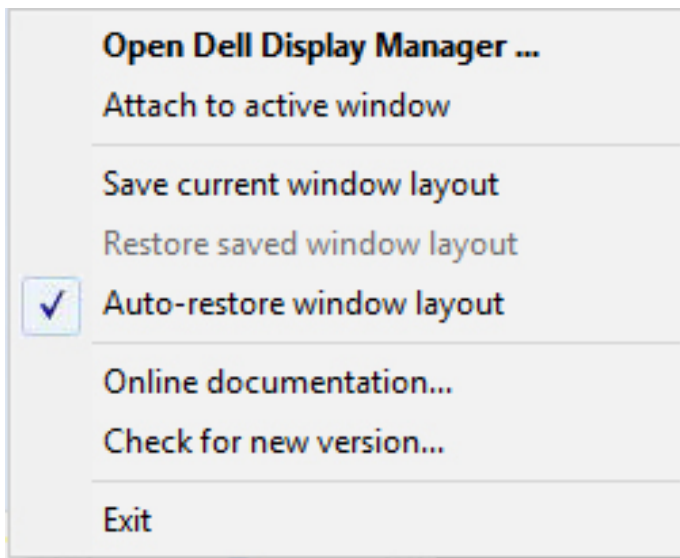 Open Dell Display Manager ...
Attach to active window
Save current window layout
Restore saved window layout
Auto-restore window layout
Online documentation...
Check for new version...
Exit